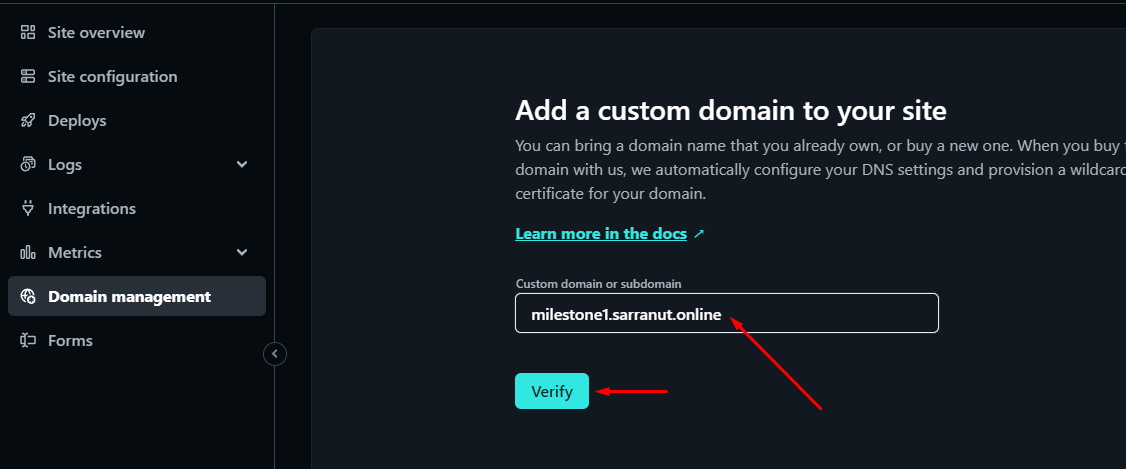 Site overview
Site configuration
Deploys
Logs
Integrations
Metrics
Domain management
Forms
Add a custom domain to your site
You can bring a domain name that you already own, or buy a new one. When you buy
domain with us, we automatically configure your DNS settings and provision a wildcard
certificate for your domain.
Learn more in the docs ↗
Custom domain or subdomain
milestone1.sarranut.online
Verify